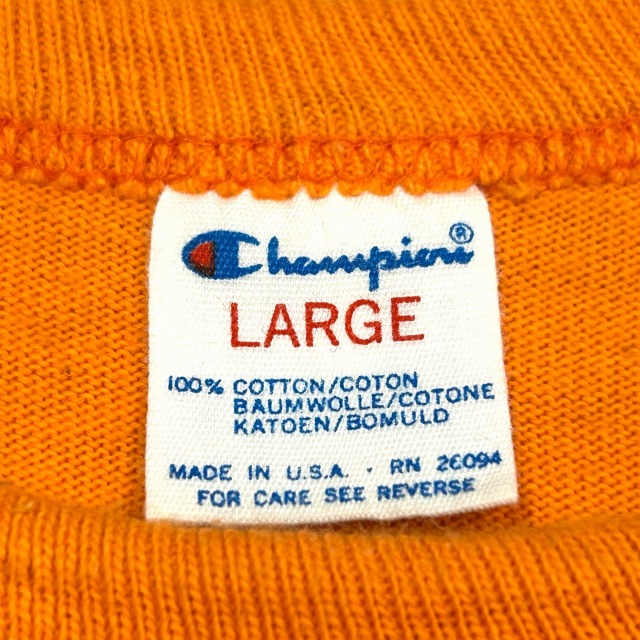 Champion®
LARGE
100% COTTON/COTON
BAUMWOLLE/COTONE
KATOEN/BOMULD
MADE IN U.S.A. · RN 26094
FOR CARE SEE REVERSE